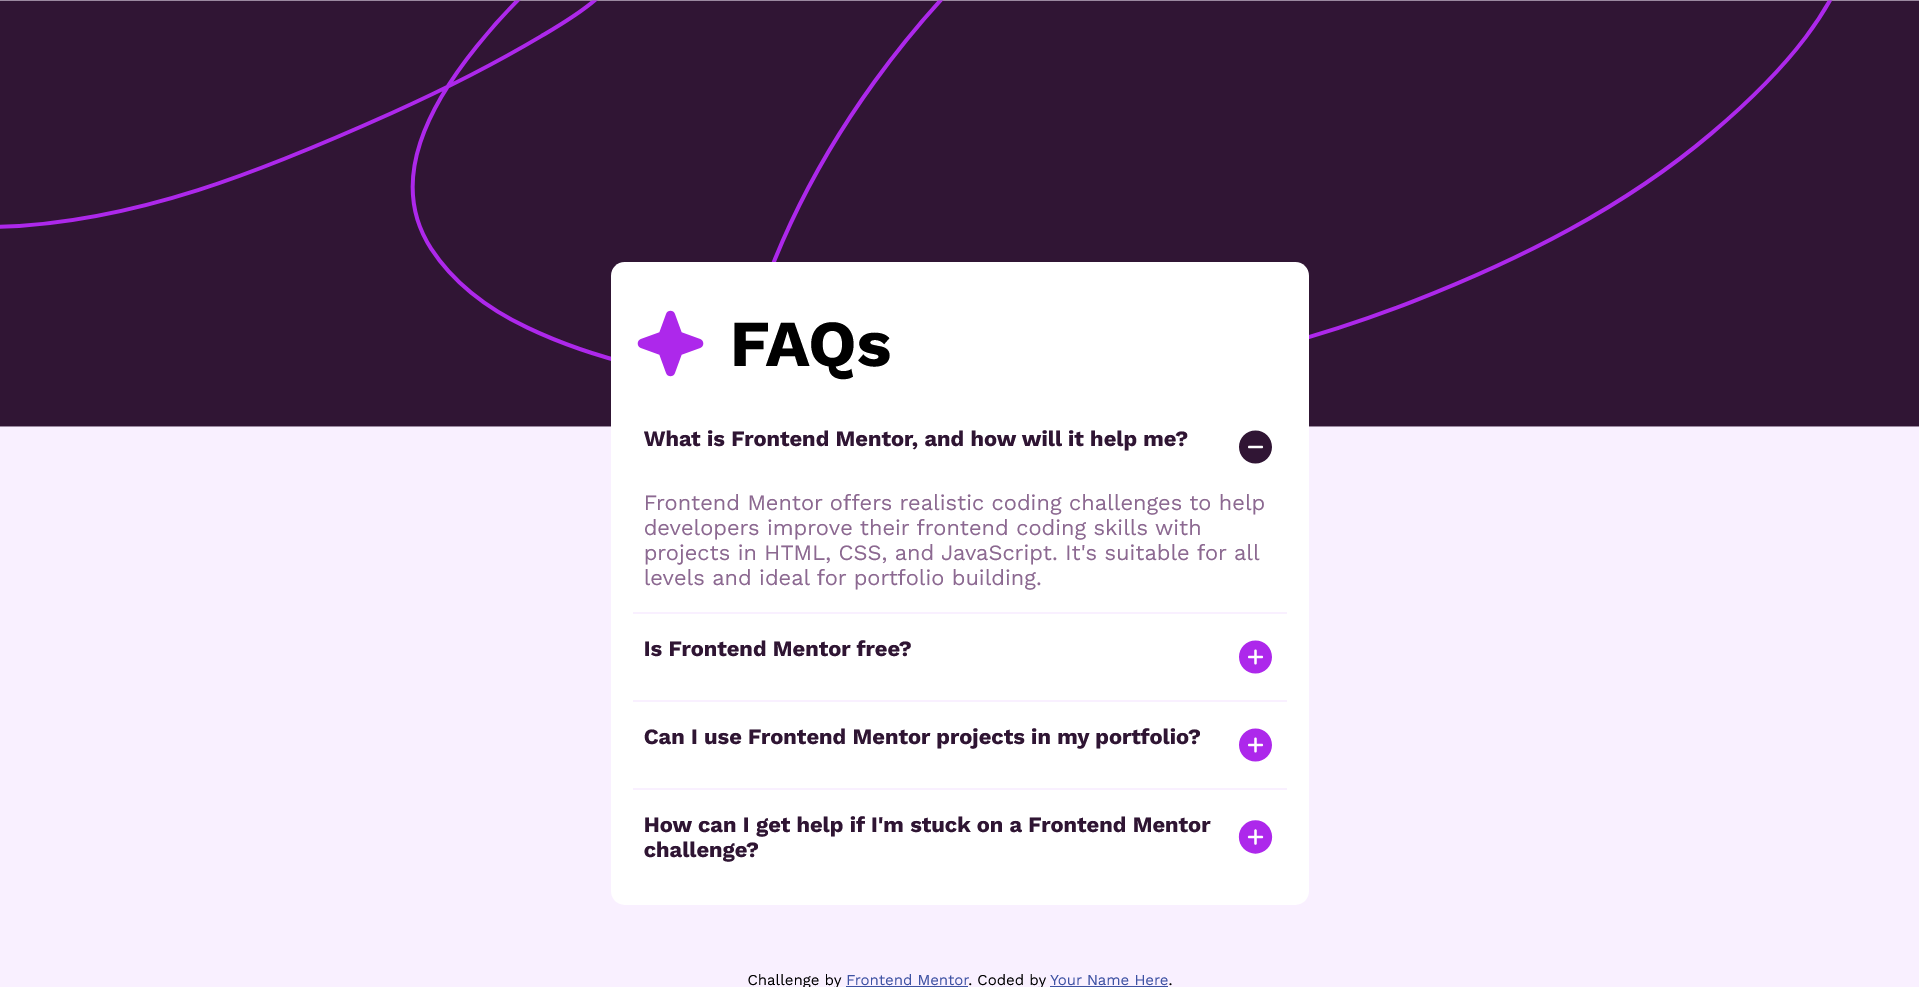 FAQs
What is Frontend Mentor, and how will it help me?
Frontend Mentor offers realistic coding challenges to help
developers improve their frontend coding skills with
projects in HTML, CSS, and JavaScript. It's suitable for all
levels and ideal for portfolio building.
Is Frontend Mentor free?
Can I use Frontend Mentor projects in my portfolio?
How can I get help if I'm stuck on a Frontend Mentor
challenge?
Challenge by Frontend Mentor. Coded by Your Name Here.